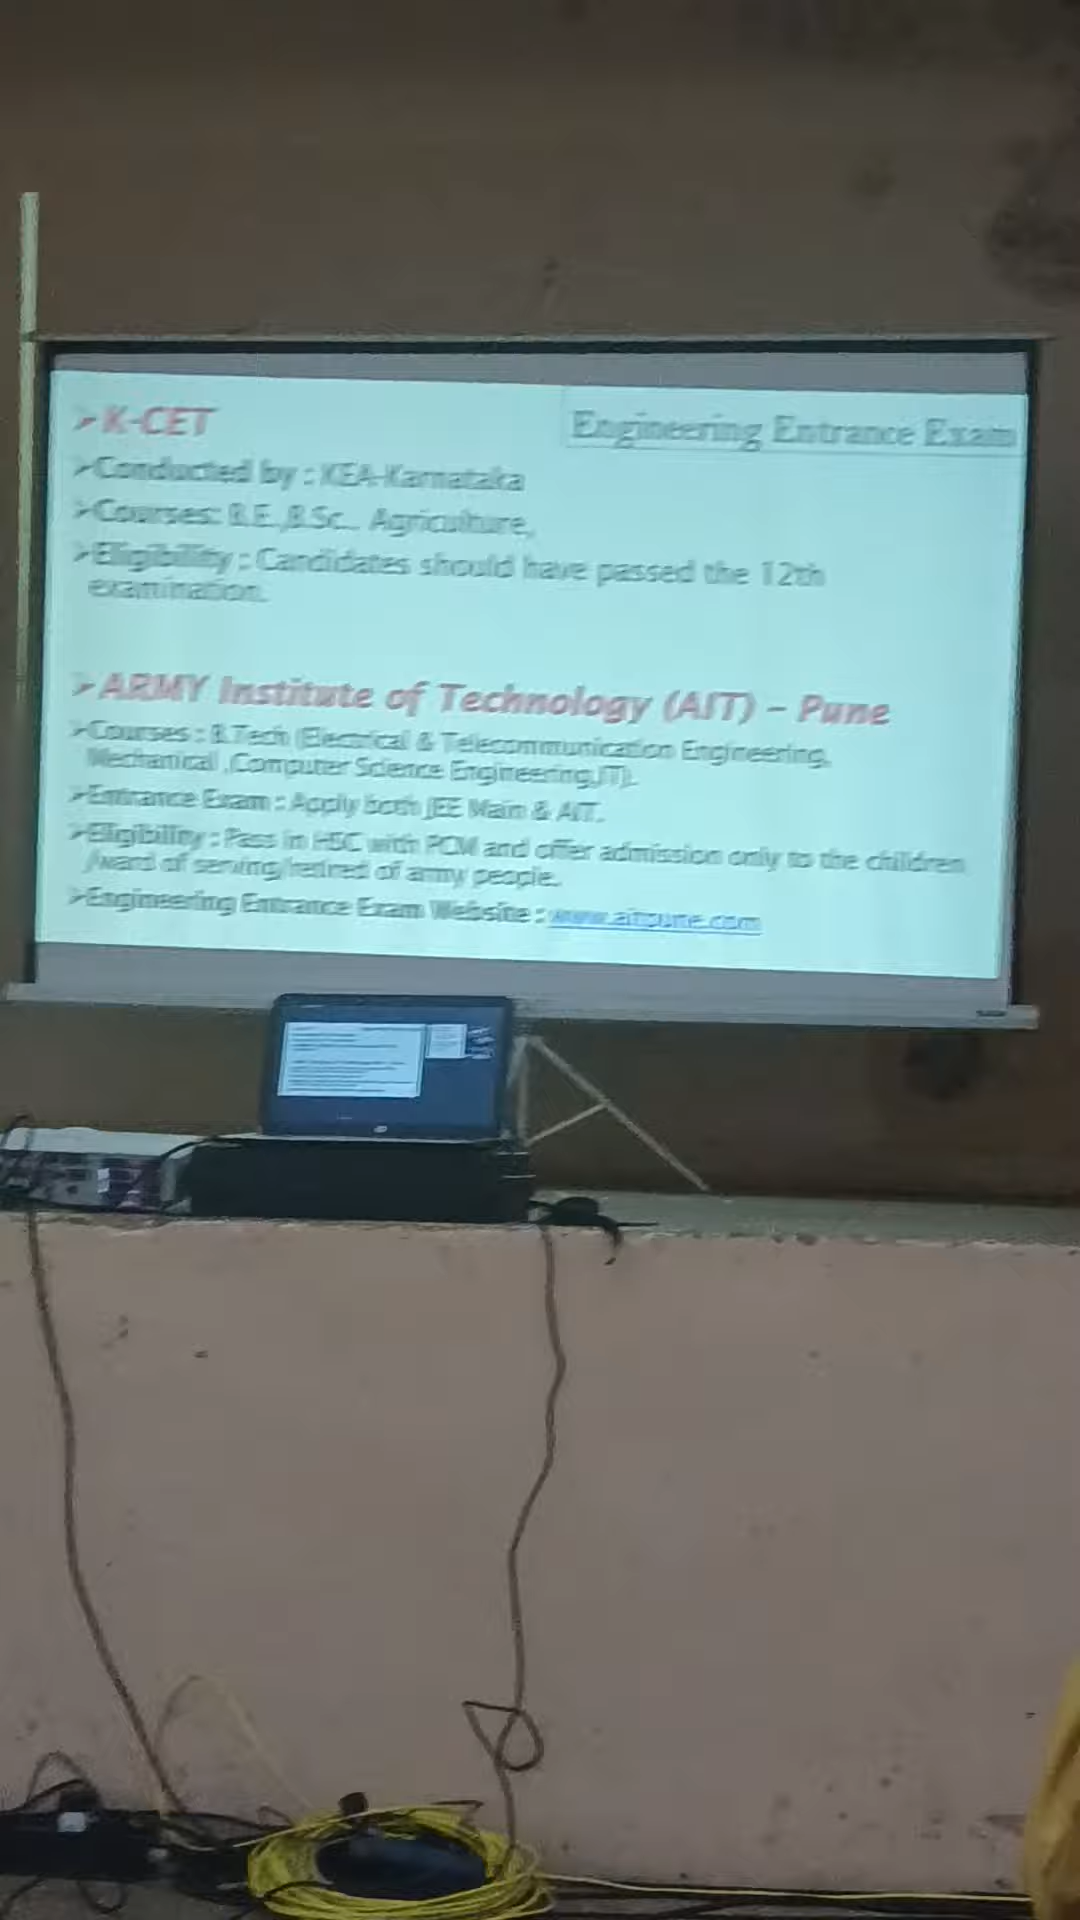 Engineering Entrance Exam
➢K-CET
➢Conducted by : KEA-Karnataka
➢Courses: B.E.,B.Sc., Agriculture,
➢Eligibility : Candidates should have passed the 12th
examination.
➢ARMY Institute of Technology (AIT) – Pune
➢Courses : B.Tech (Electrical & Telecommunication Engineering,
Mechanical ,Computer Science Engineering,IT).
➢Entrance Exam : Apply both JEE Main & AIT.
➢Eligibility : Pass in HSC with PCM and offer admission only to the children
/ward of serving/retired of army people.
➢Engineering Entrance Exam Website : www.aitpune.com